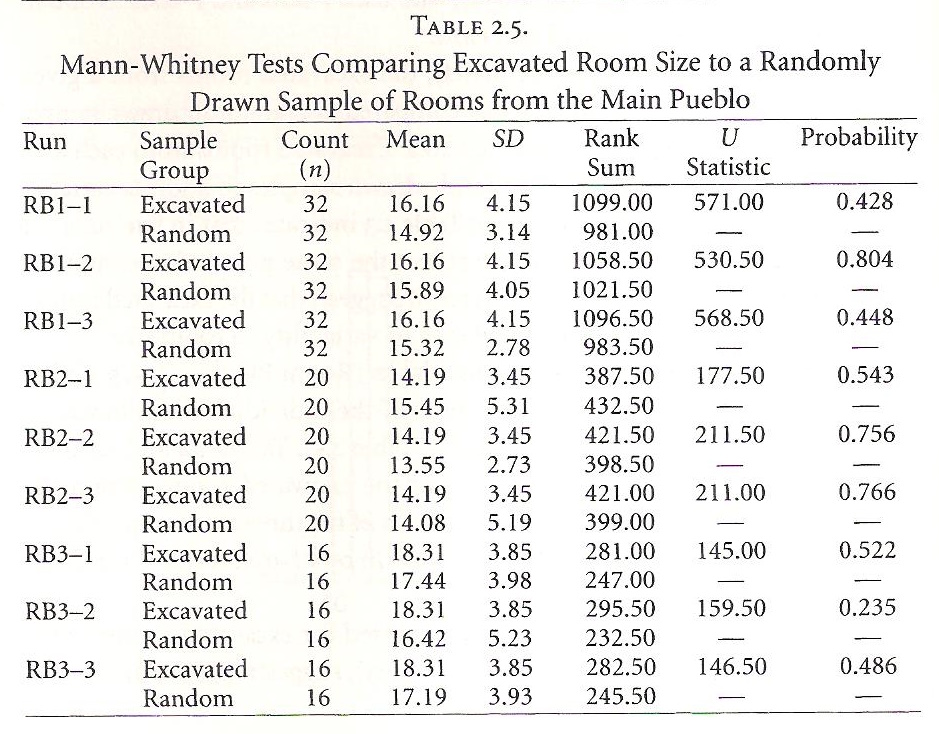 TABLE 2.5.
Mann-Whitney Tests Comparing Excavated Room Size to a Randomly
Drawn Sample of Rooms from the Main Pueblo
Run Sample Count Mean SD Rank U Probability
Group (n) Sum Statistic
RB1–1 Excavated 32 16.16 4.15 1099.00 571.00 0.428
Random 32 14.92 3.14 981.00 — —
RB1–2 Excavated 32 16.16 4.15 1058.50 530.50 0.804
Random 32 15.89 4.05 1021.50 — —
RB1–3 Excavated 32 16.16 4.15 1096.50 568.50 0.448
Random 32 15.32 2.78 983.50 — —
RB2–1 Excavated 20 14.19 3.45 387.50 177.50 0.543
Random 20 15.45 5.31 432.50 — —
RB2–2 Excavated 20 14.19 3.45 421.50 211.50 0.756
Random 20 13.55 2.73 398.50 — —
RB2–3 Excavated 20 14.19 3.45 421.00 211.00 0.766
Random 20 14.08 5.19 399.00 — —
RB3–1 Excavated 16 18.31 3.85 281.00 145.00 0.522
Random 16 17.44 3.98 247.00 — —
RB3–2 Excavated 16 18.31 3.85 295.50 159.50 0.235
Random 16 16.42 5.23 232.50 — —
RB3–3 Excavated 16 18.31 3.85 282.50 146.50 0.486
Random 16 17.19 3.93 245.50 — —